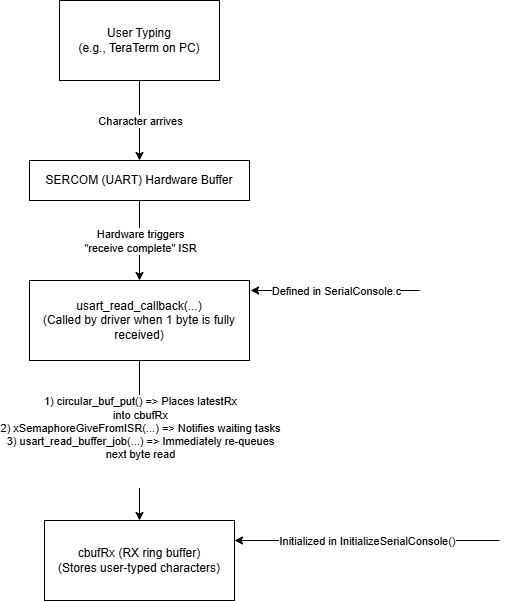 User Typing
(e.g., TeraTerm on PC)
Character arrives
SERCOM (UART) Hardware Buffer
Hardware triggers
"receive complete" ISR
Defined in SerialConsole.c
usart_read_callback(...)
(Called by driver when 1 byte is fully
received)
1) circular_buf_put() => Places latestRx
into cbufRx
2) xSemaphoreGiveFromISR(...) => Notifies waiting tasks
3) usart_read_buffer_job(...) => Immediately re-queues
next byte read
Initialized in InitializeSerialConsole()
cbufRx (RX ring buffer)
(Stores user-typed characters)